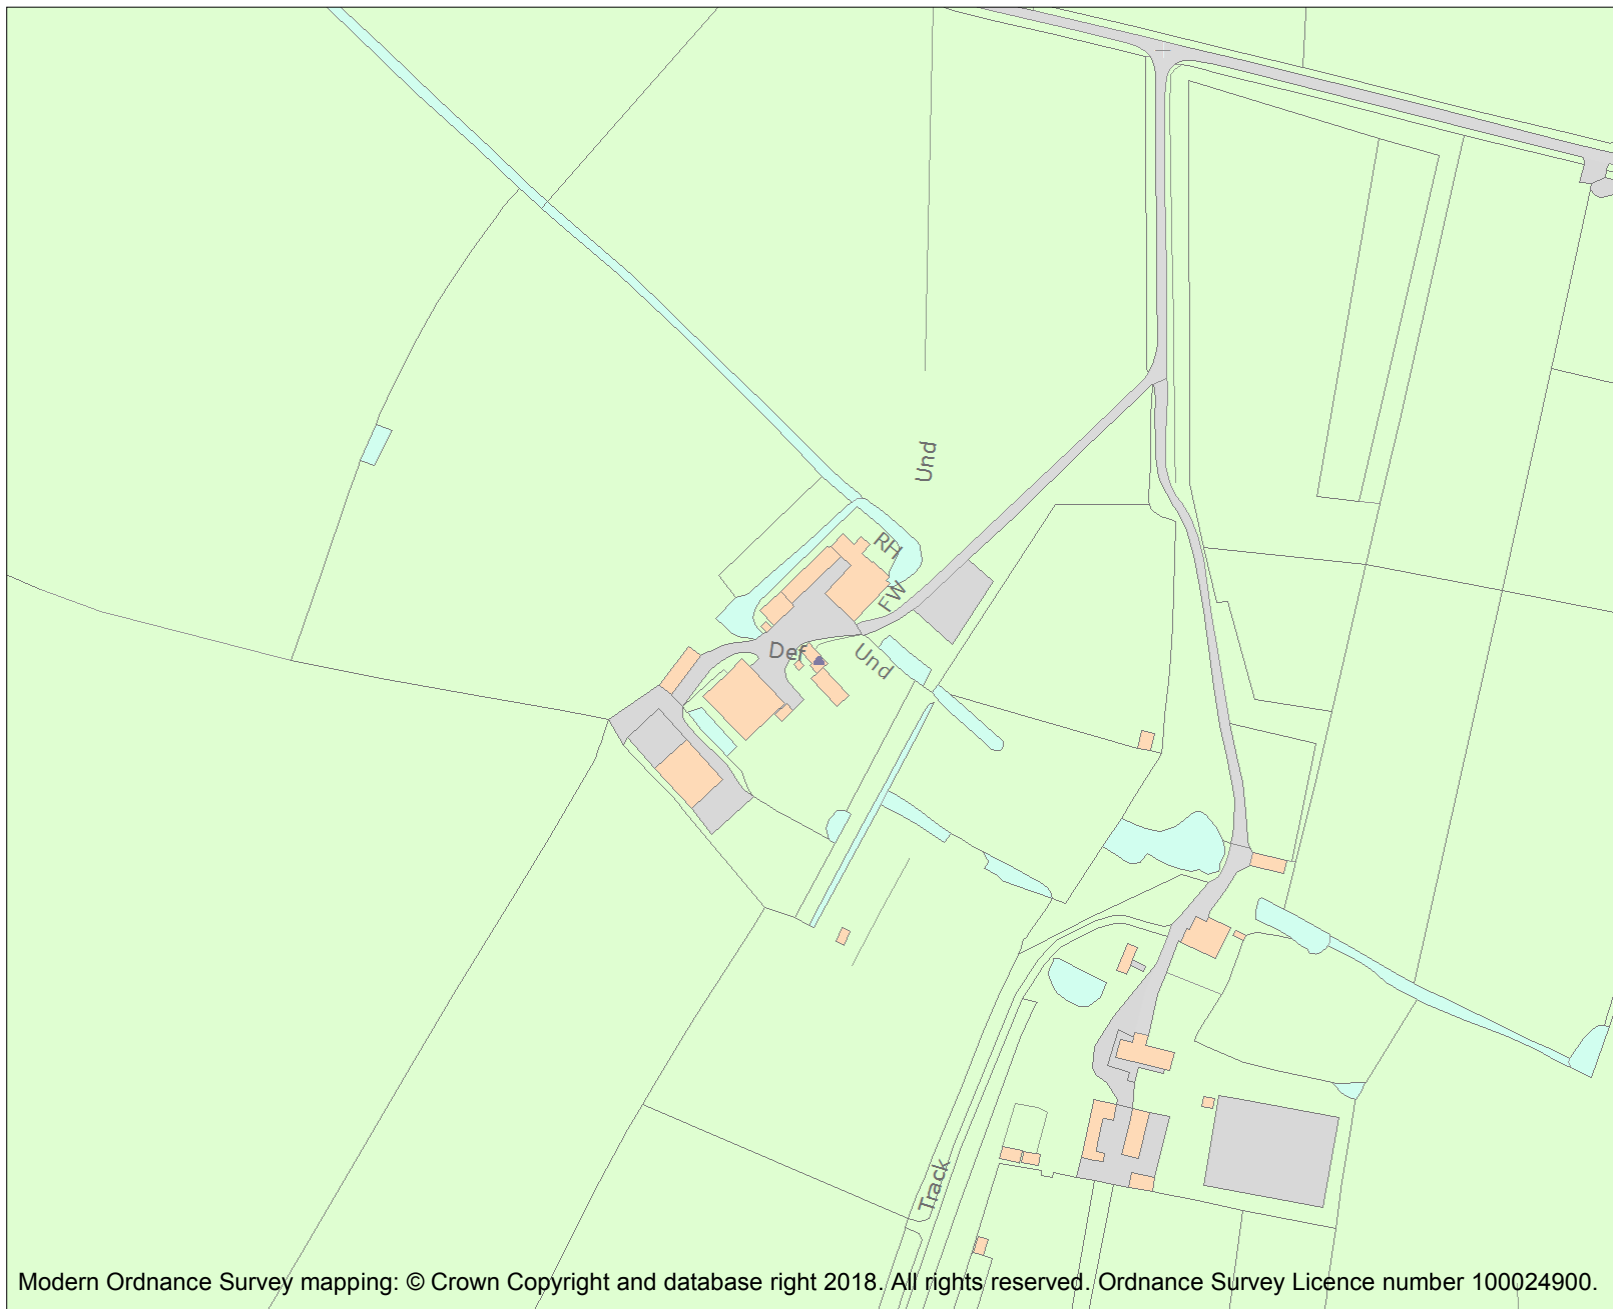 Und
RH
FW
Def
Und
Track
Modern Ordnance Survey mapping: © Crown Copyright and database right 2018. All rights reserved. Ordnance Survey Licence number 100024900.